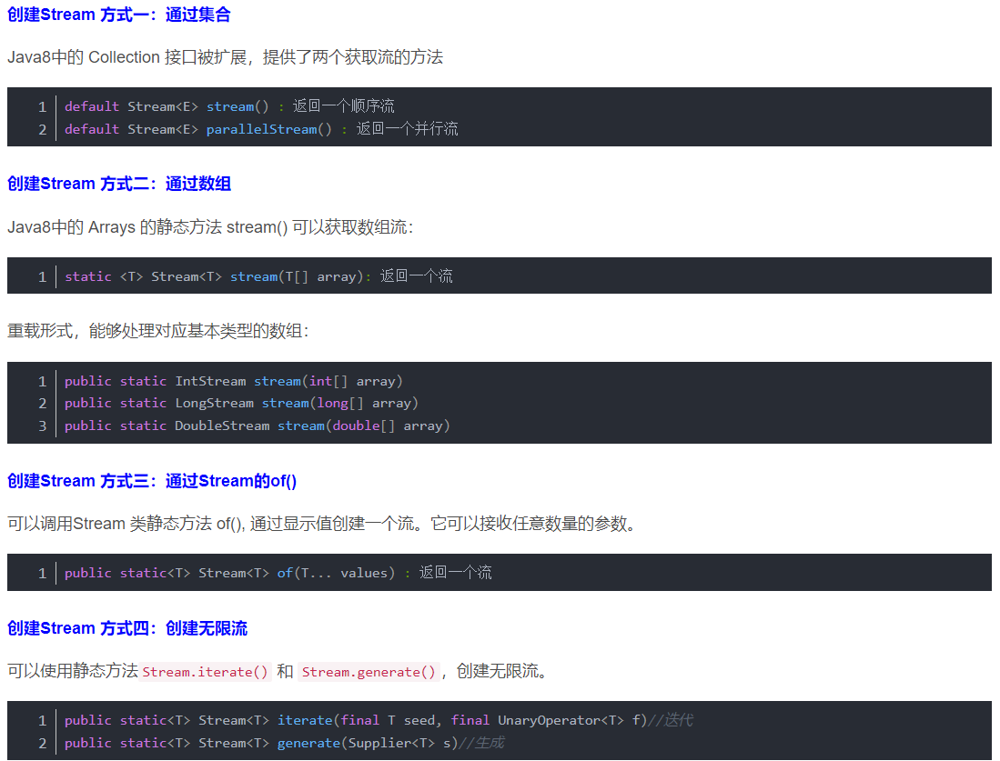 创建Stream 方式一：通过集合
Java8中的 Collection 接口被扩展，提供了两个获取流的方法
1 default Stream<E> stream() : 返回一个顺序流
2 default Stream<E> parallelStream() : 返回一个并行流
创建Stream 方式二：通过数组
Java8中的 Arrays 的静态方法 stream() 可以获取数组流：
1 static <T> Stream<T> stream(T[] array): 返回一个流
重载形式，能够处理对应基本类型的数组：
1 public static IntStream stream(int[] array)
2 public static LongStream stream(long[] array)
3 public static DoubleStream stream(double[] array)
创建Stream 方式三：通过Stream的of()
可以调用Stream 类静态方法 of(), 通过显示值创建一个流。它可以接收任意数量的参数。
1 public static<T> Stream<T> of(T... values) : 返回一个流
创建Stream 方式四：创建无限流
可以使用静态方法 Stream.iterate() 和 Stream.generate() ，创建无限流。
1 public static<T> Stream<T> iterate(final T seed, final UnaryOperator<T> f)//迭代
2 public static<T> Stream<T> generate(Supplier<T> s)//生成